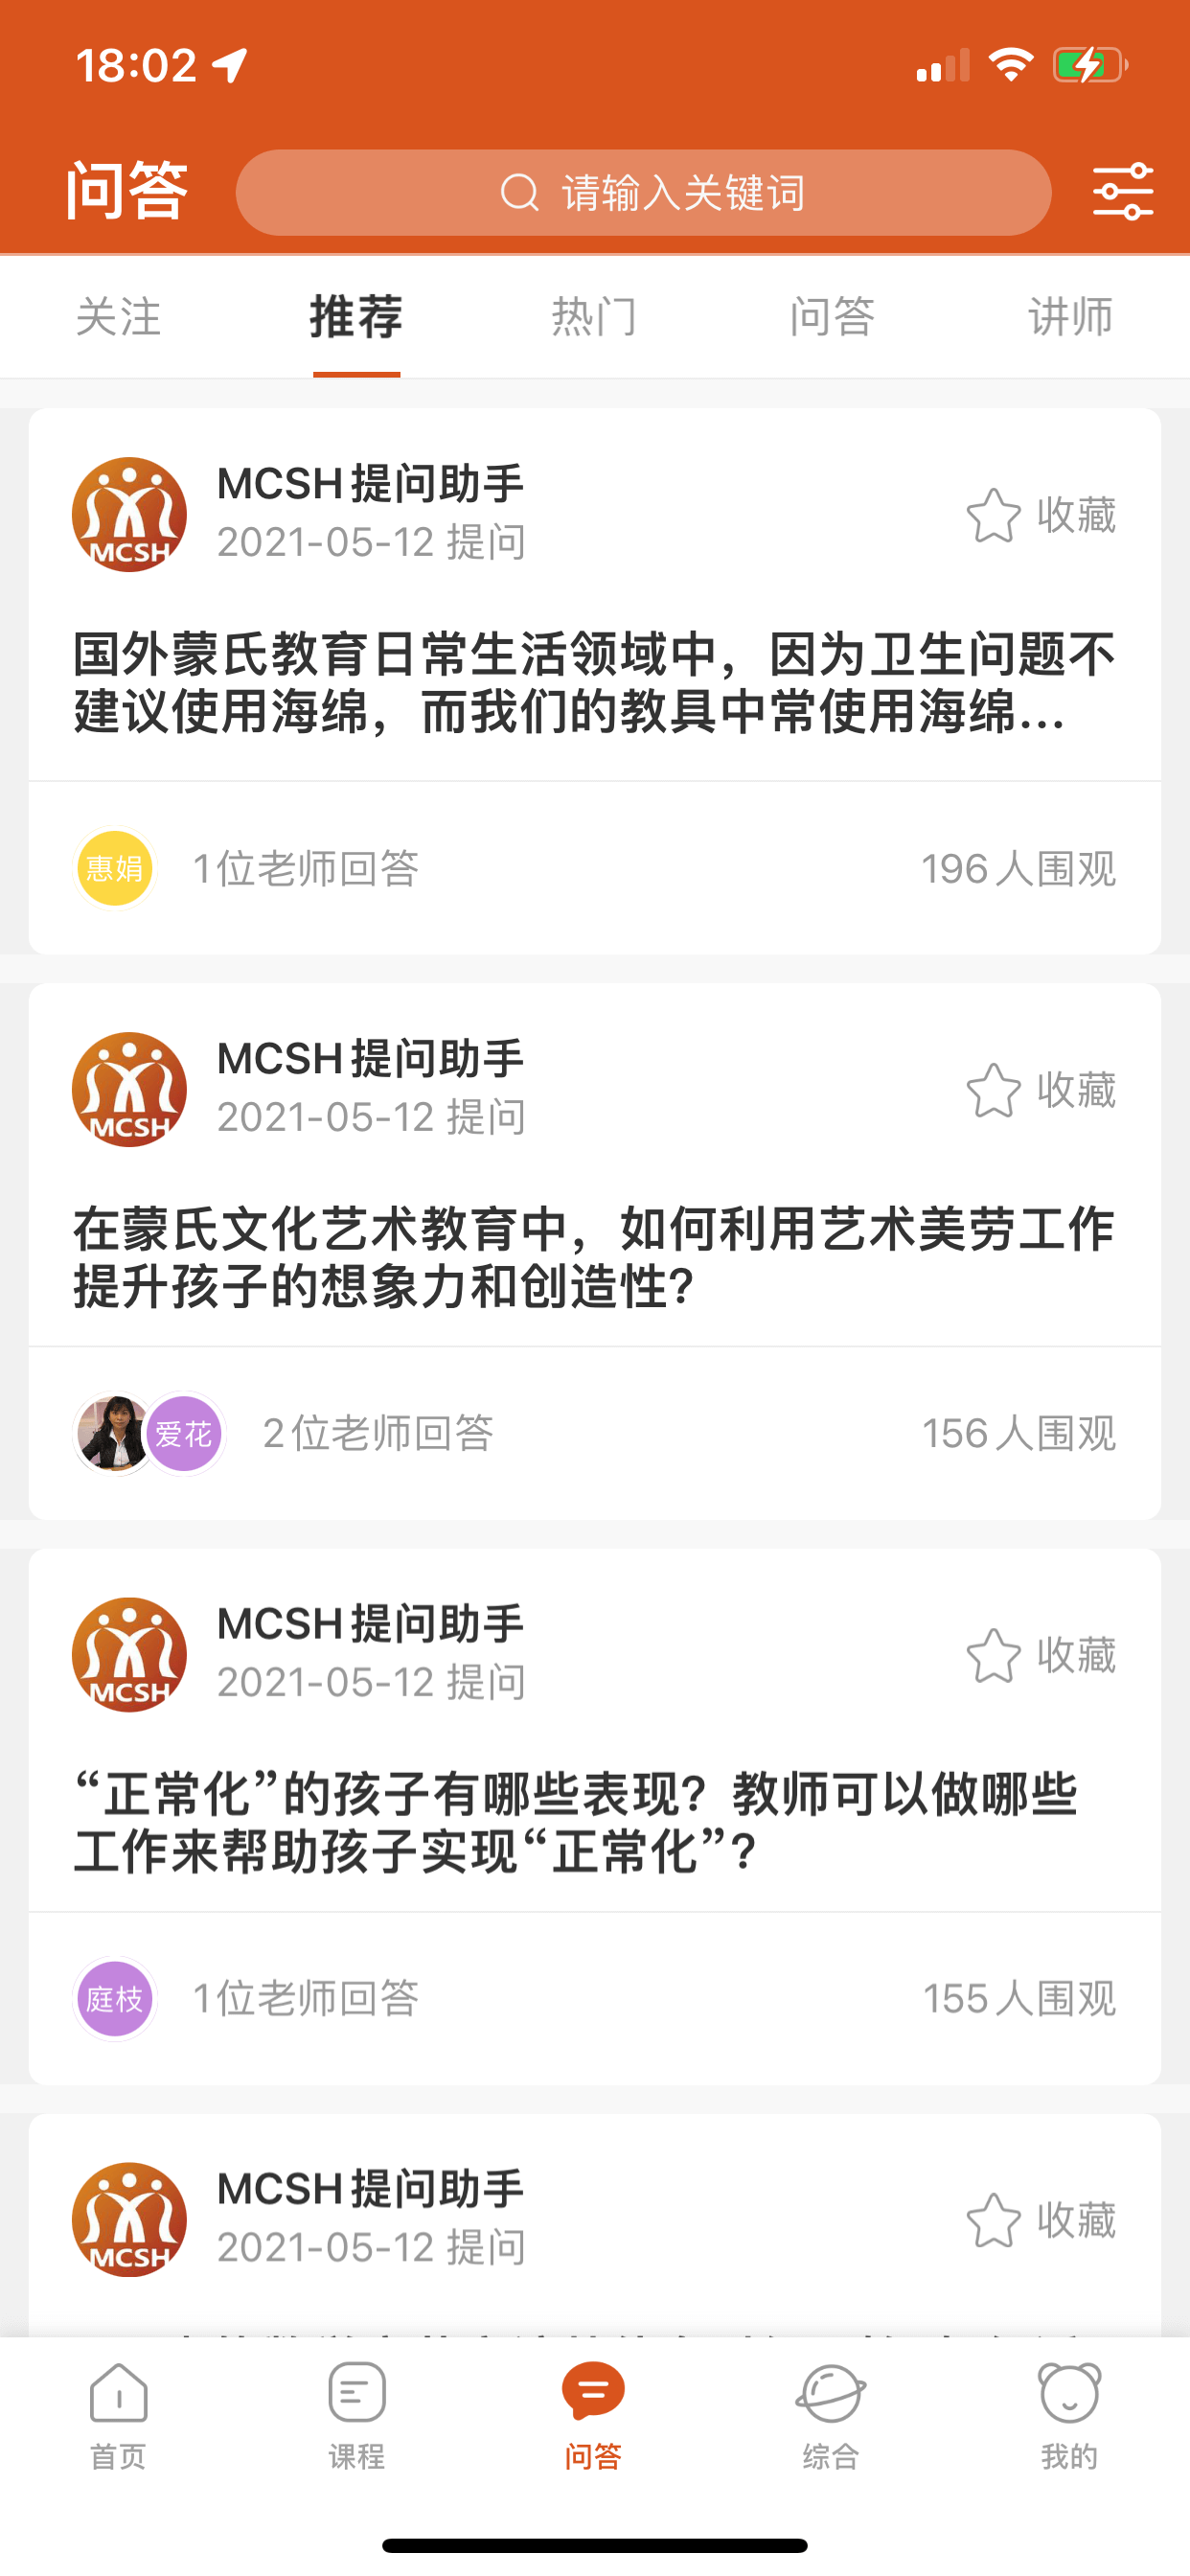 18:02
问答
请输入关键词
关注 推荐 热门 问答 讲师
MCSH提问助手
2021-05-12 提问
收藏
MCSH
国外蒙氏教育日常生活领域中，因为卫生问题不
建议使用海绵，而我们的教具中常使用海绵...
惠娟
1位老师回答
196人围观
MCSH提问助手
2021-05-12 提问
收藏
MCSH
在蒙氏文化艺术教育中，如何利用艺术美劳工作
提升孩子的想象力和创造性?
爱花
2位老师回答
156人围观
MCSH提问助手
2021-05-12 提问
收藏
MCSH
“正常化”的孩子有哪些表现？教师可以做哪些
工作来帮助孩子实现“正常化”?
庭枝
1位老师回答
155人围观
MCSH提问助手
2021-05-12 提问
收藏
MCSH
首页 课程 问答 综合 我的